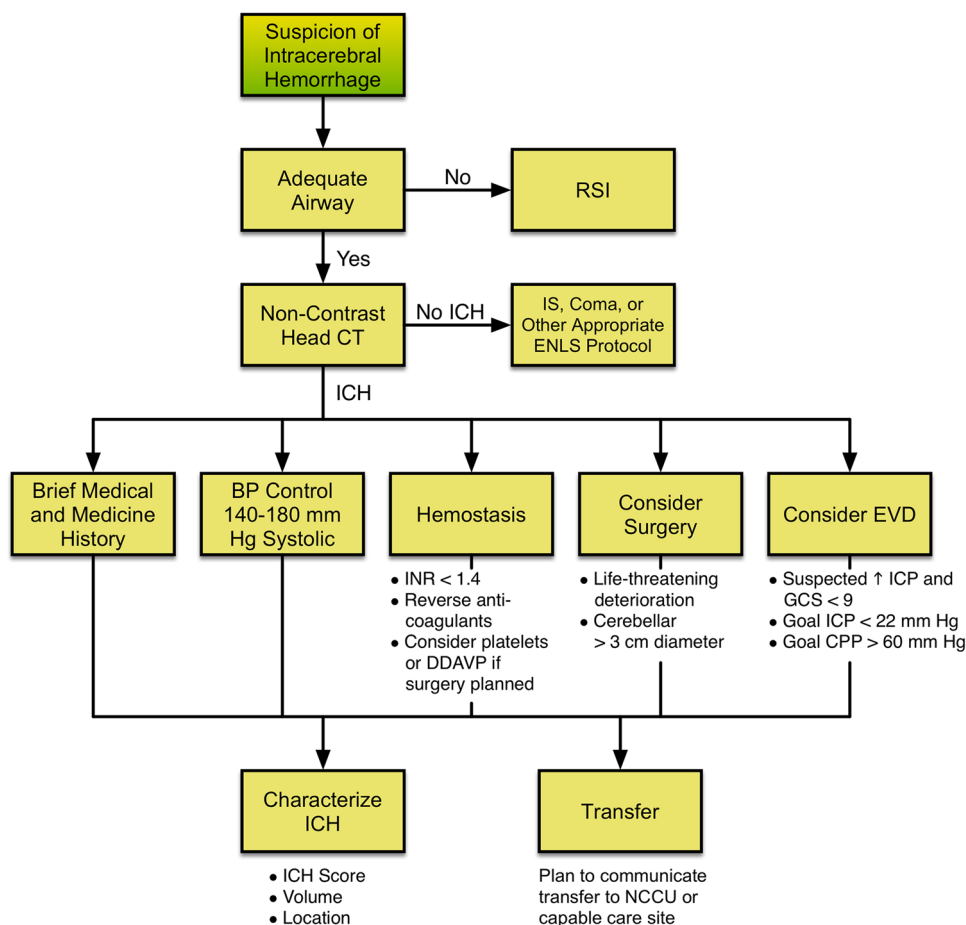 Suspicion of
Intracerebral
Hemorrhage
Adequate
Airway
No
RSI
Yes
Non-Contrast
Head CT
No ICH
IS, Coma, or
Other Appropriate
ENLS Protocol
ICH
Brief Medical
and Medicine
History
BP Control
140-180 mm
Hg Systolic
Hemostasis
• INR < 1.4
• Reverse anti-
coagulants
• Consider platelets
or DDAVP if
surgery planned
Consider
Surgery
• Life-threatening
deterioration
• Cerebellar
> 3 cm diameter
Consider EVD
• Suspected ↑ ICP and
GCS < 9
• Goal ICP < 22 mm Hg
• Goal CPP > 60 mm Hg
Characterize
ICH
• ICH Score
• Volume
• Location
Transfer
Plan to communicate
transfer to NCCU or
capable care site